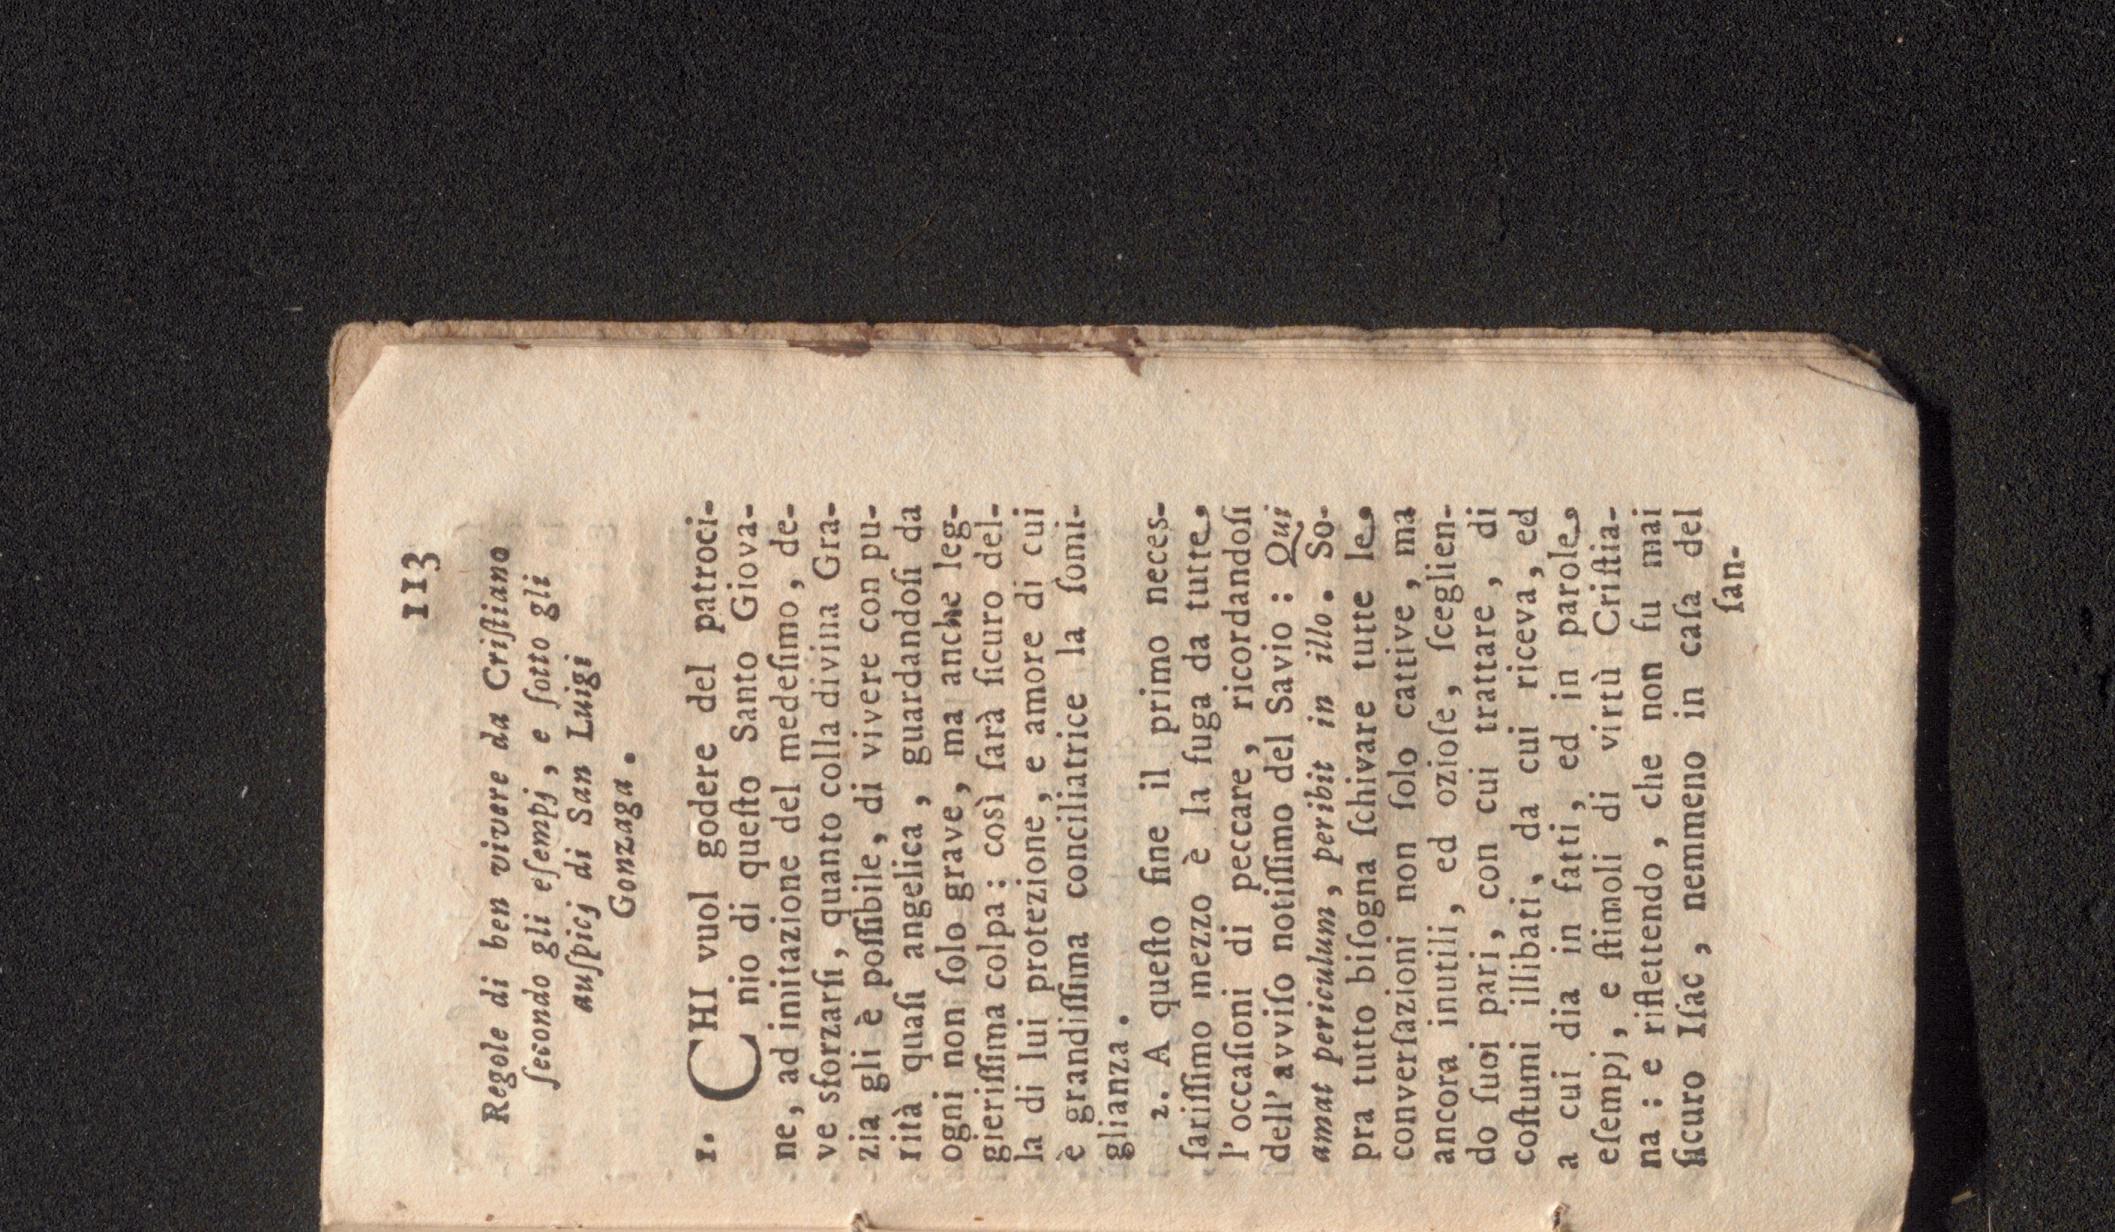 113
Regole di ben vivere da Criſtiano
ſecondo gli eſempj, e ſotto gli
auſpicj di San Luigi
Gonzaga.
1. CHI vuol godere del patroci-
nio di queſto Santo Giova-
ne, ad imitazione del medeſimo, de-
ve sforzarſi, quanto colla divina Gra-
zia gli è poſſibile, di vivere con pu-
rità quaſi angelica, guardandoſi da
ogni non ſolo grave, ma anche leg-
gieriſſima colpa: così ſarà ſicuro del-
la di lui protezione, e amore di cui
è grandiſſima conciliatrice la ſomi-
glianza.
2. A queſto fine il primo neces-
ſariſſimo mezzo è la fuga da tutte
l'occaſioni di peccare, ricordandoſi
dell'avviſo notiſſimo del Savio: Qui
amat periculum, peribit in illo. So-
pra tutto biſogna ſchivare tutte le
converſazioni non ſolo cattive, ma
ancora inutili, ed ozioſe, ſceglien-
do ſuoi pari, con cui trattare, di
coſtumi illibati, da cui riceva, ed
a cui dia in fatti, ed in parole
eſempj, e ſtimoli di virtù Criſtia-
na: e riflettendo, che non fu mai
ſicuro Iſac, nemmeno in caſa del
ſan-